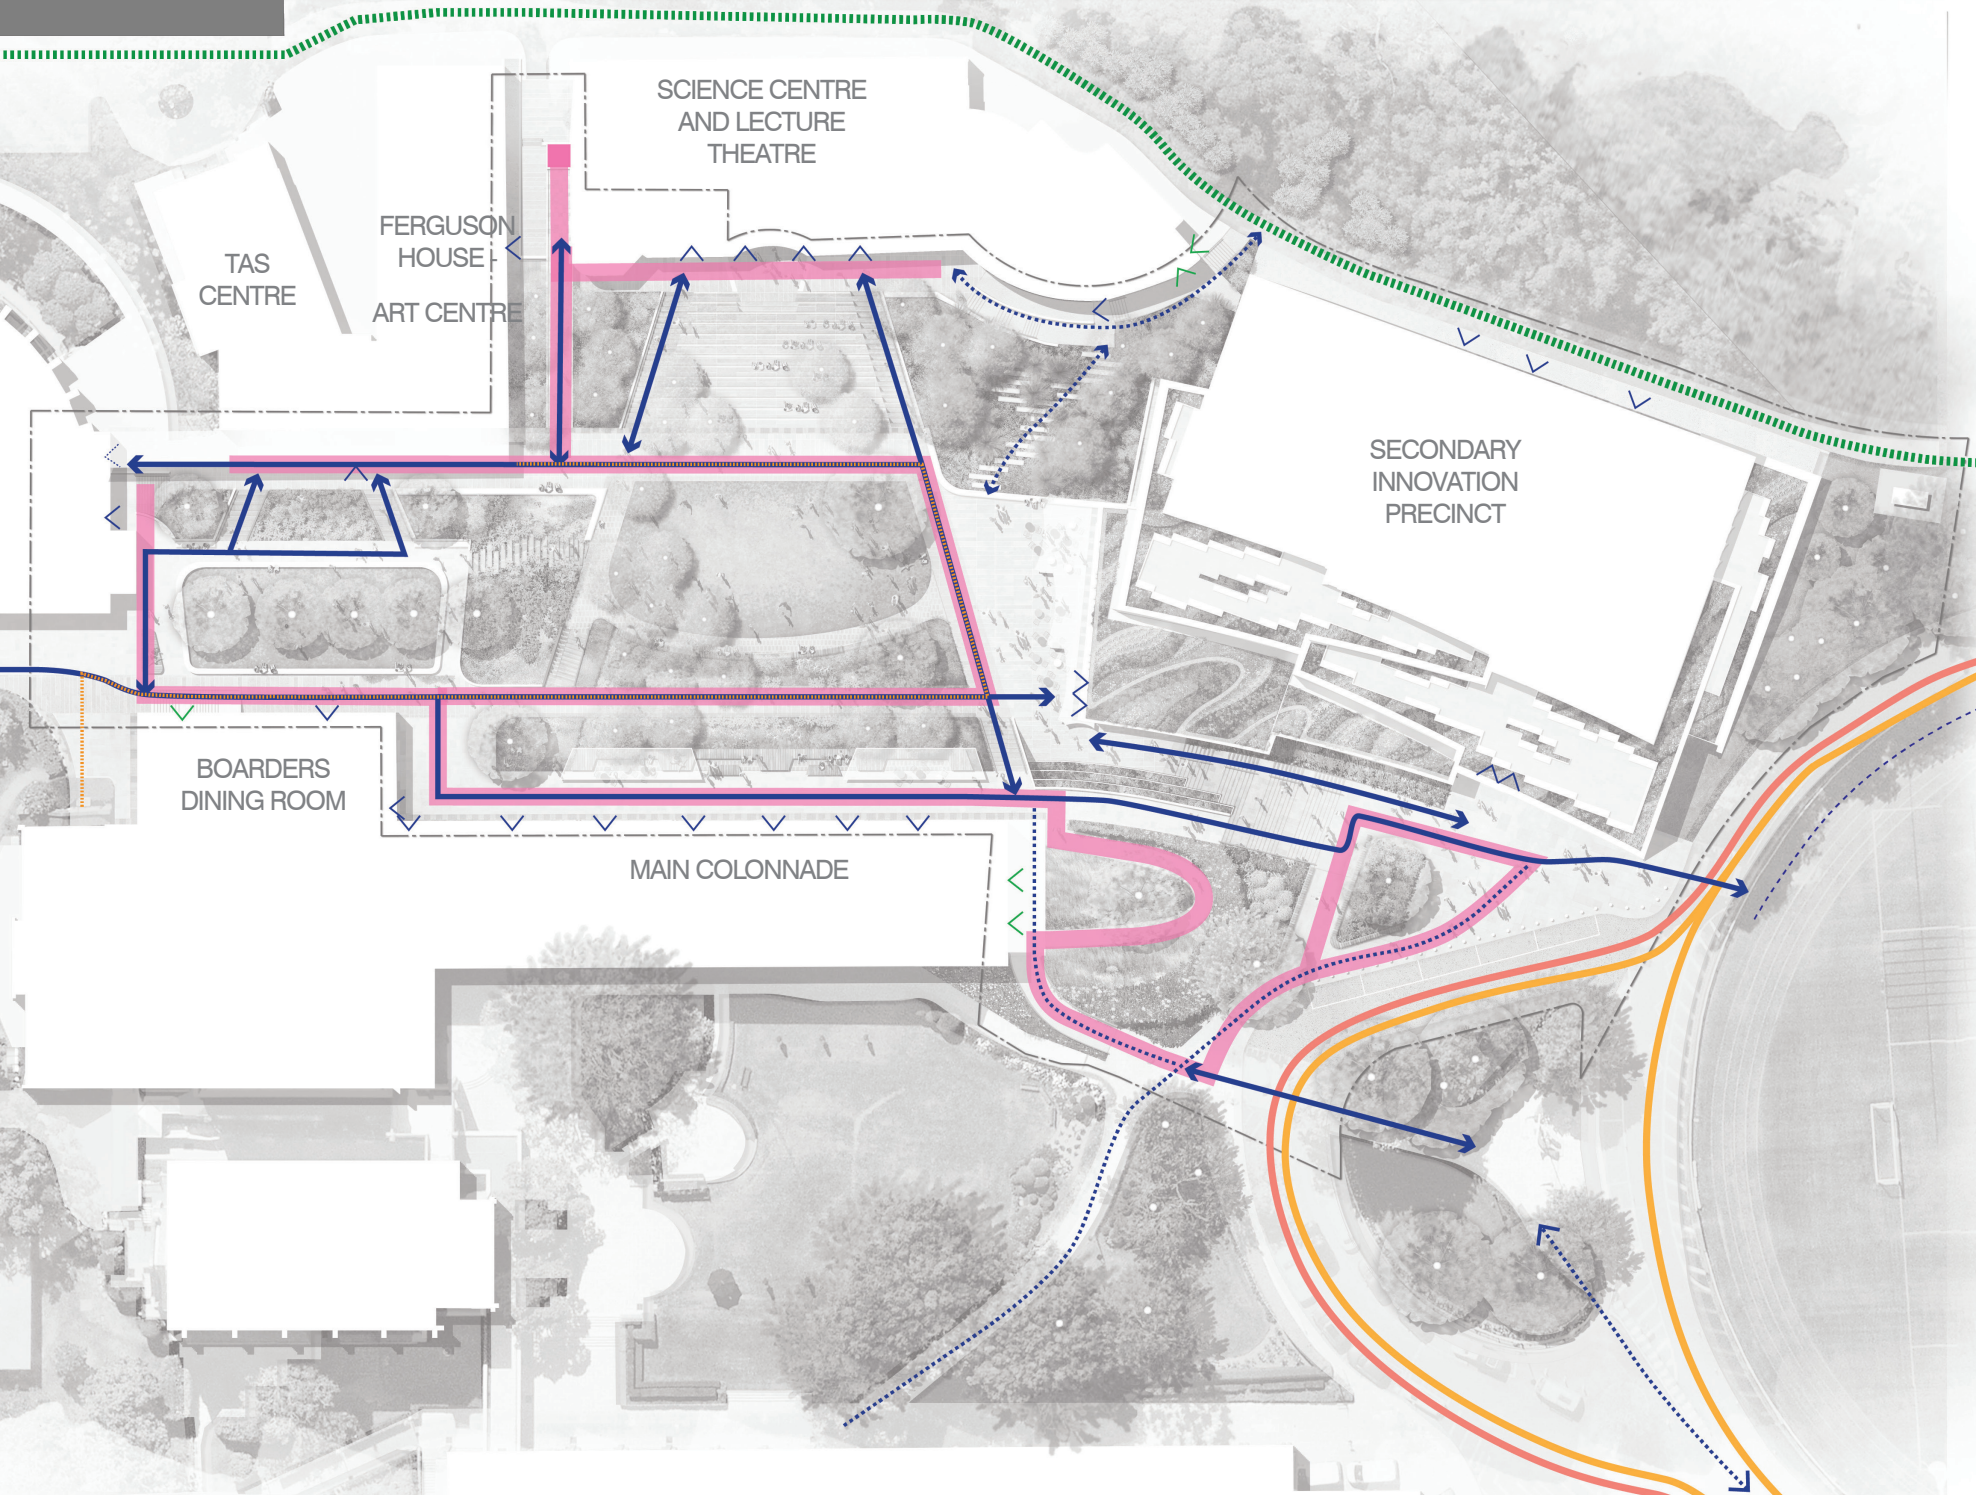 SCIENCE CENTRE
AND LECTURE
THEATRE
FERGUSON
HOUSE -
ART CENTRE
TAS
CENTRE
SECONDARY
INNOVATION
PRECINCT
BOARDERS
DINING ROOM
MAIN COLONNADE